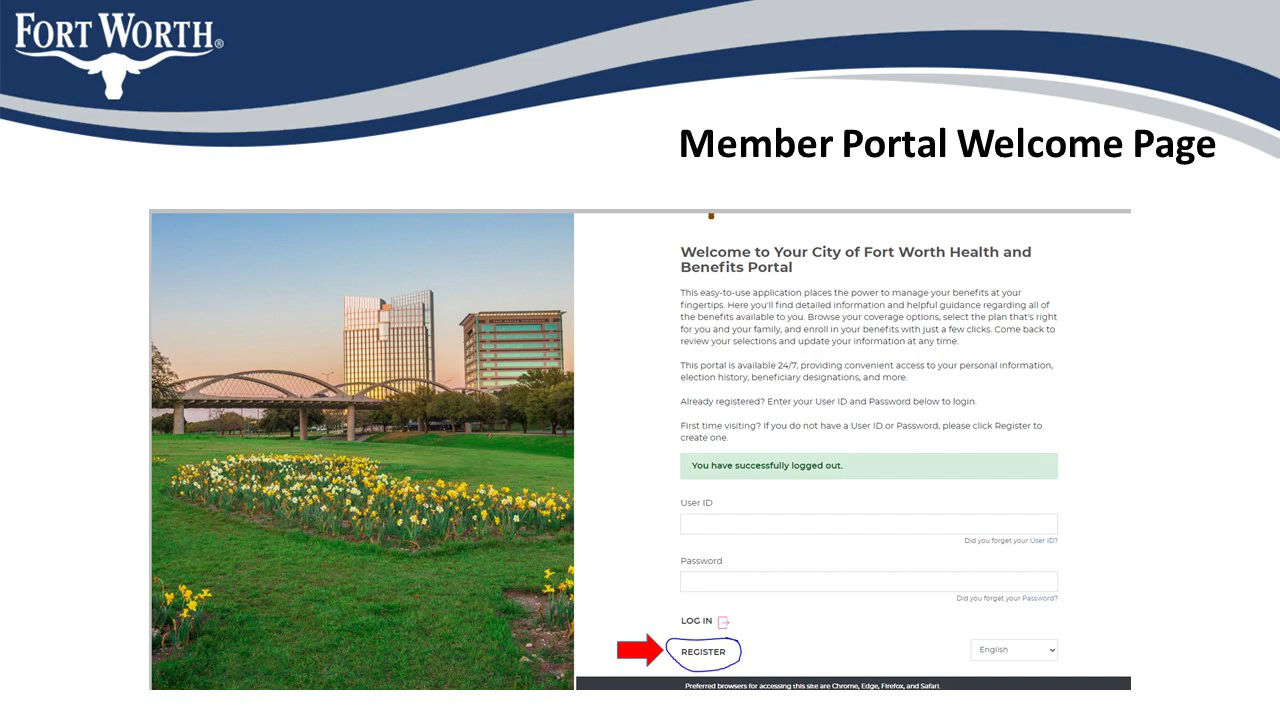 FORT WORTH®
Member Portal Welcome Page
Welcome to Your City of Fort Worth Health and
Benefits Portal
This easy-to-use application places the power to manage your benefits at your
fingertips. Here you'll find detailed information and helpful guidance regarding all of
the benefits available to you. Browse your coverage options, select the plan that's right
for you and your family, and enroll in your benefits with just a few clicks. Come back to
review your selections and update your information at any time.
This portal is available 24/7, providing convenient access to your personal information,
election history, beneficiary designations, and more.
Already registered? Enter your User ID and Password below to login.
First time visiting? If you do not have a User ID or Password, please click Register to
create one.
You have successfully logged out.
User ID
Did you forget your User ID?
Password
Did you forget your Password?
LOG IN
REGISTER
English
Preferred browsers for accessing this site are Chrome, Edge, Firefox, and Safari.